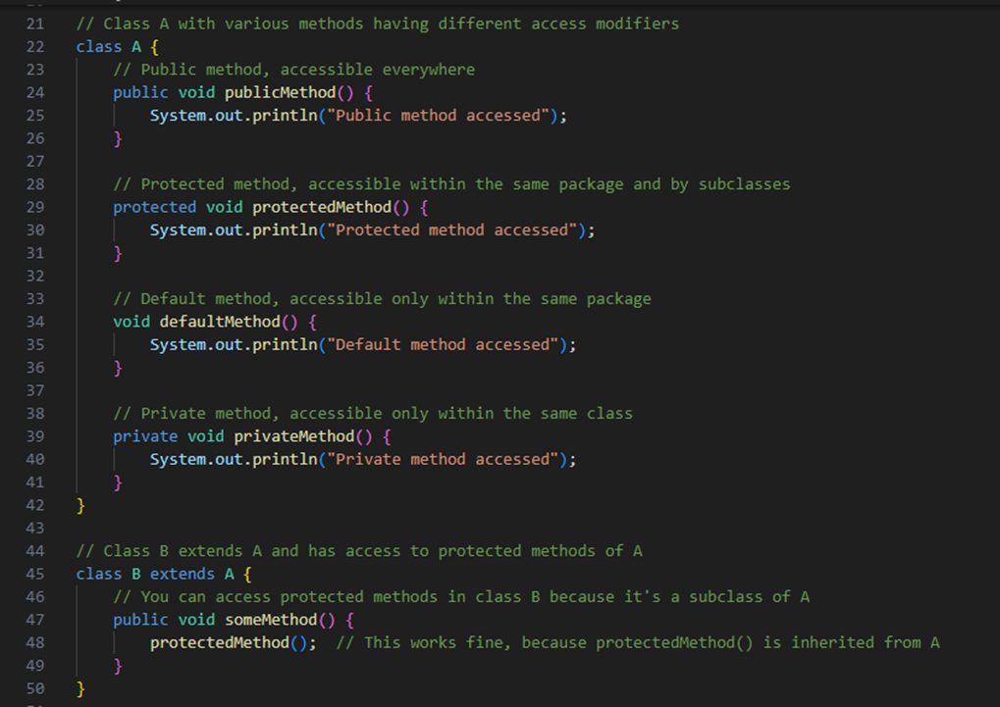 21 // Class A with various methods having different access modifiers
22 class A {
23     // Public method, accessible everywhere
24     public void publicMethod() {
25         System.out.println("Public method accessed");
26     }
27
28     // Protected method, accessible within the same package and by subclasses
29     protected void protectedMethod() {
30         System.out.println("Protected method accessed");
31     }
32
33     // Default method, accessible only within the same package
34     void defaultMethod() {
35         System.out.println("Default method accessed");
36     }
37
38     // Private method, accessible only within the same class
39     private void privateMethod() {
40         System.out.println("Private method accessed");
41     }
42 }
43
44 // Class B extends A and has access to protected methods of A
45 class B extends A {
46     // You can access protected methods in class B because it's a subclass of A
47     public void someMethod() {
48         protectedMethod();  // This works fine, because protectedMethod() is inherited from A
49     }
50 }